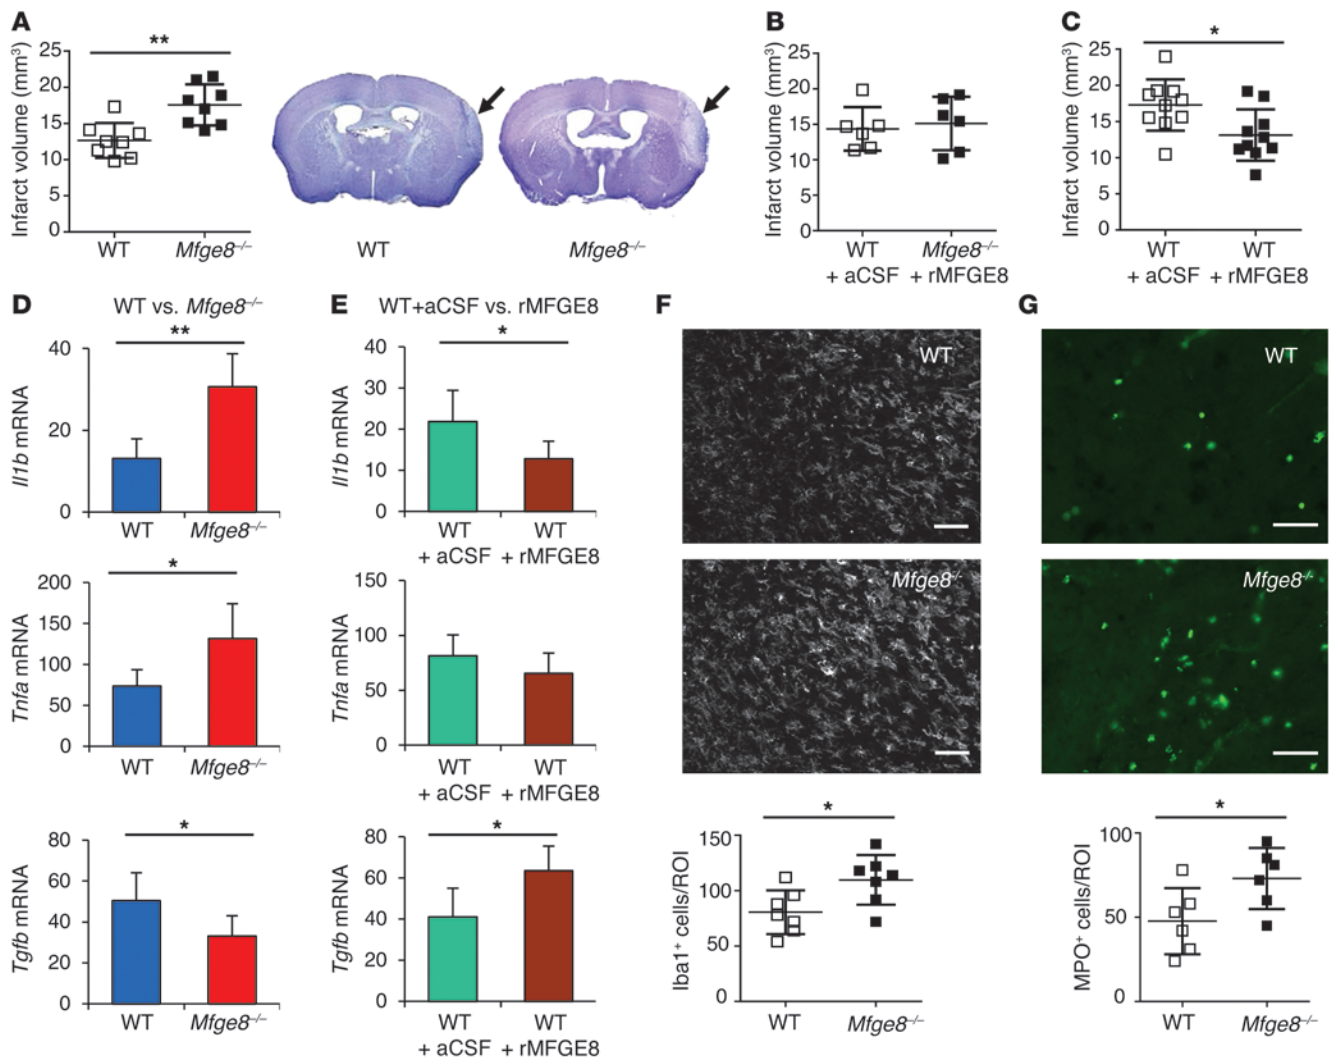 A
**
Infarct volume (mm³)
25
20
15
10
5
0
WT
Mfge8⁻/⁻
WT
Mfge8⁻/⁻
B
Infarct volume (mm³)
25
20
15
10
5
0
WT
+ aCSF
Mfge8⁻/⁻
+ rMFGE8
C
*
Infarct volume (mm³)
25
20
15
10
5
0
WT
+ aCSF
WT
+ rMFGE8
D
WT vs. Mfge8⁻/⁻
**
Il1b mRNA
40
30
20
10
0
WT
Mfge8⁻/⁻
*
Tnfa mRNA
200
150
100
50
0
WT
Mfge8⁻/⁻
*
Tgfb mRNA
80
60
40
20
0
WT
Mfge8⁻/⁻
E
WT+aCSF vs. rMFGE8
*
Il1b mRNA
40
30
20
10
0
WT
+ aCSF
WT
+ rMFGE8
Tnfa mRNA
150
100
50
0
WT
+ aCSF
WT
+ rMFGE8
*
Tgfb mRNA
80
60
40
20
0
WT
+ aCSF
WT
+ rMFGE8
F
WT
Mfge8⁻/⁻
*
Iba1⁺ cells/ROI
150
100
50
0
WT
Mfge8⁻/⁻
G
WT
Mfge8⁻/⁻
*
MPO⁺ cells/ROI
100
50
0
WT
Mfge8⁻/⁻